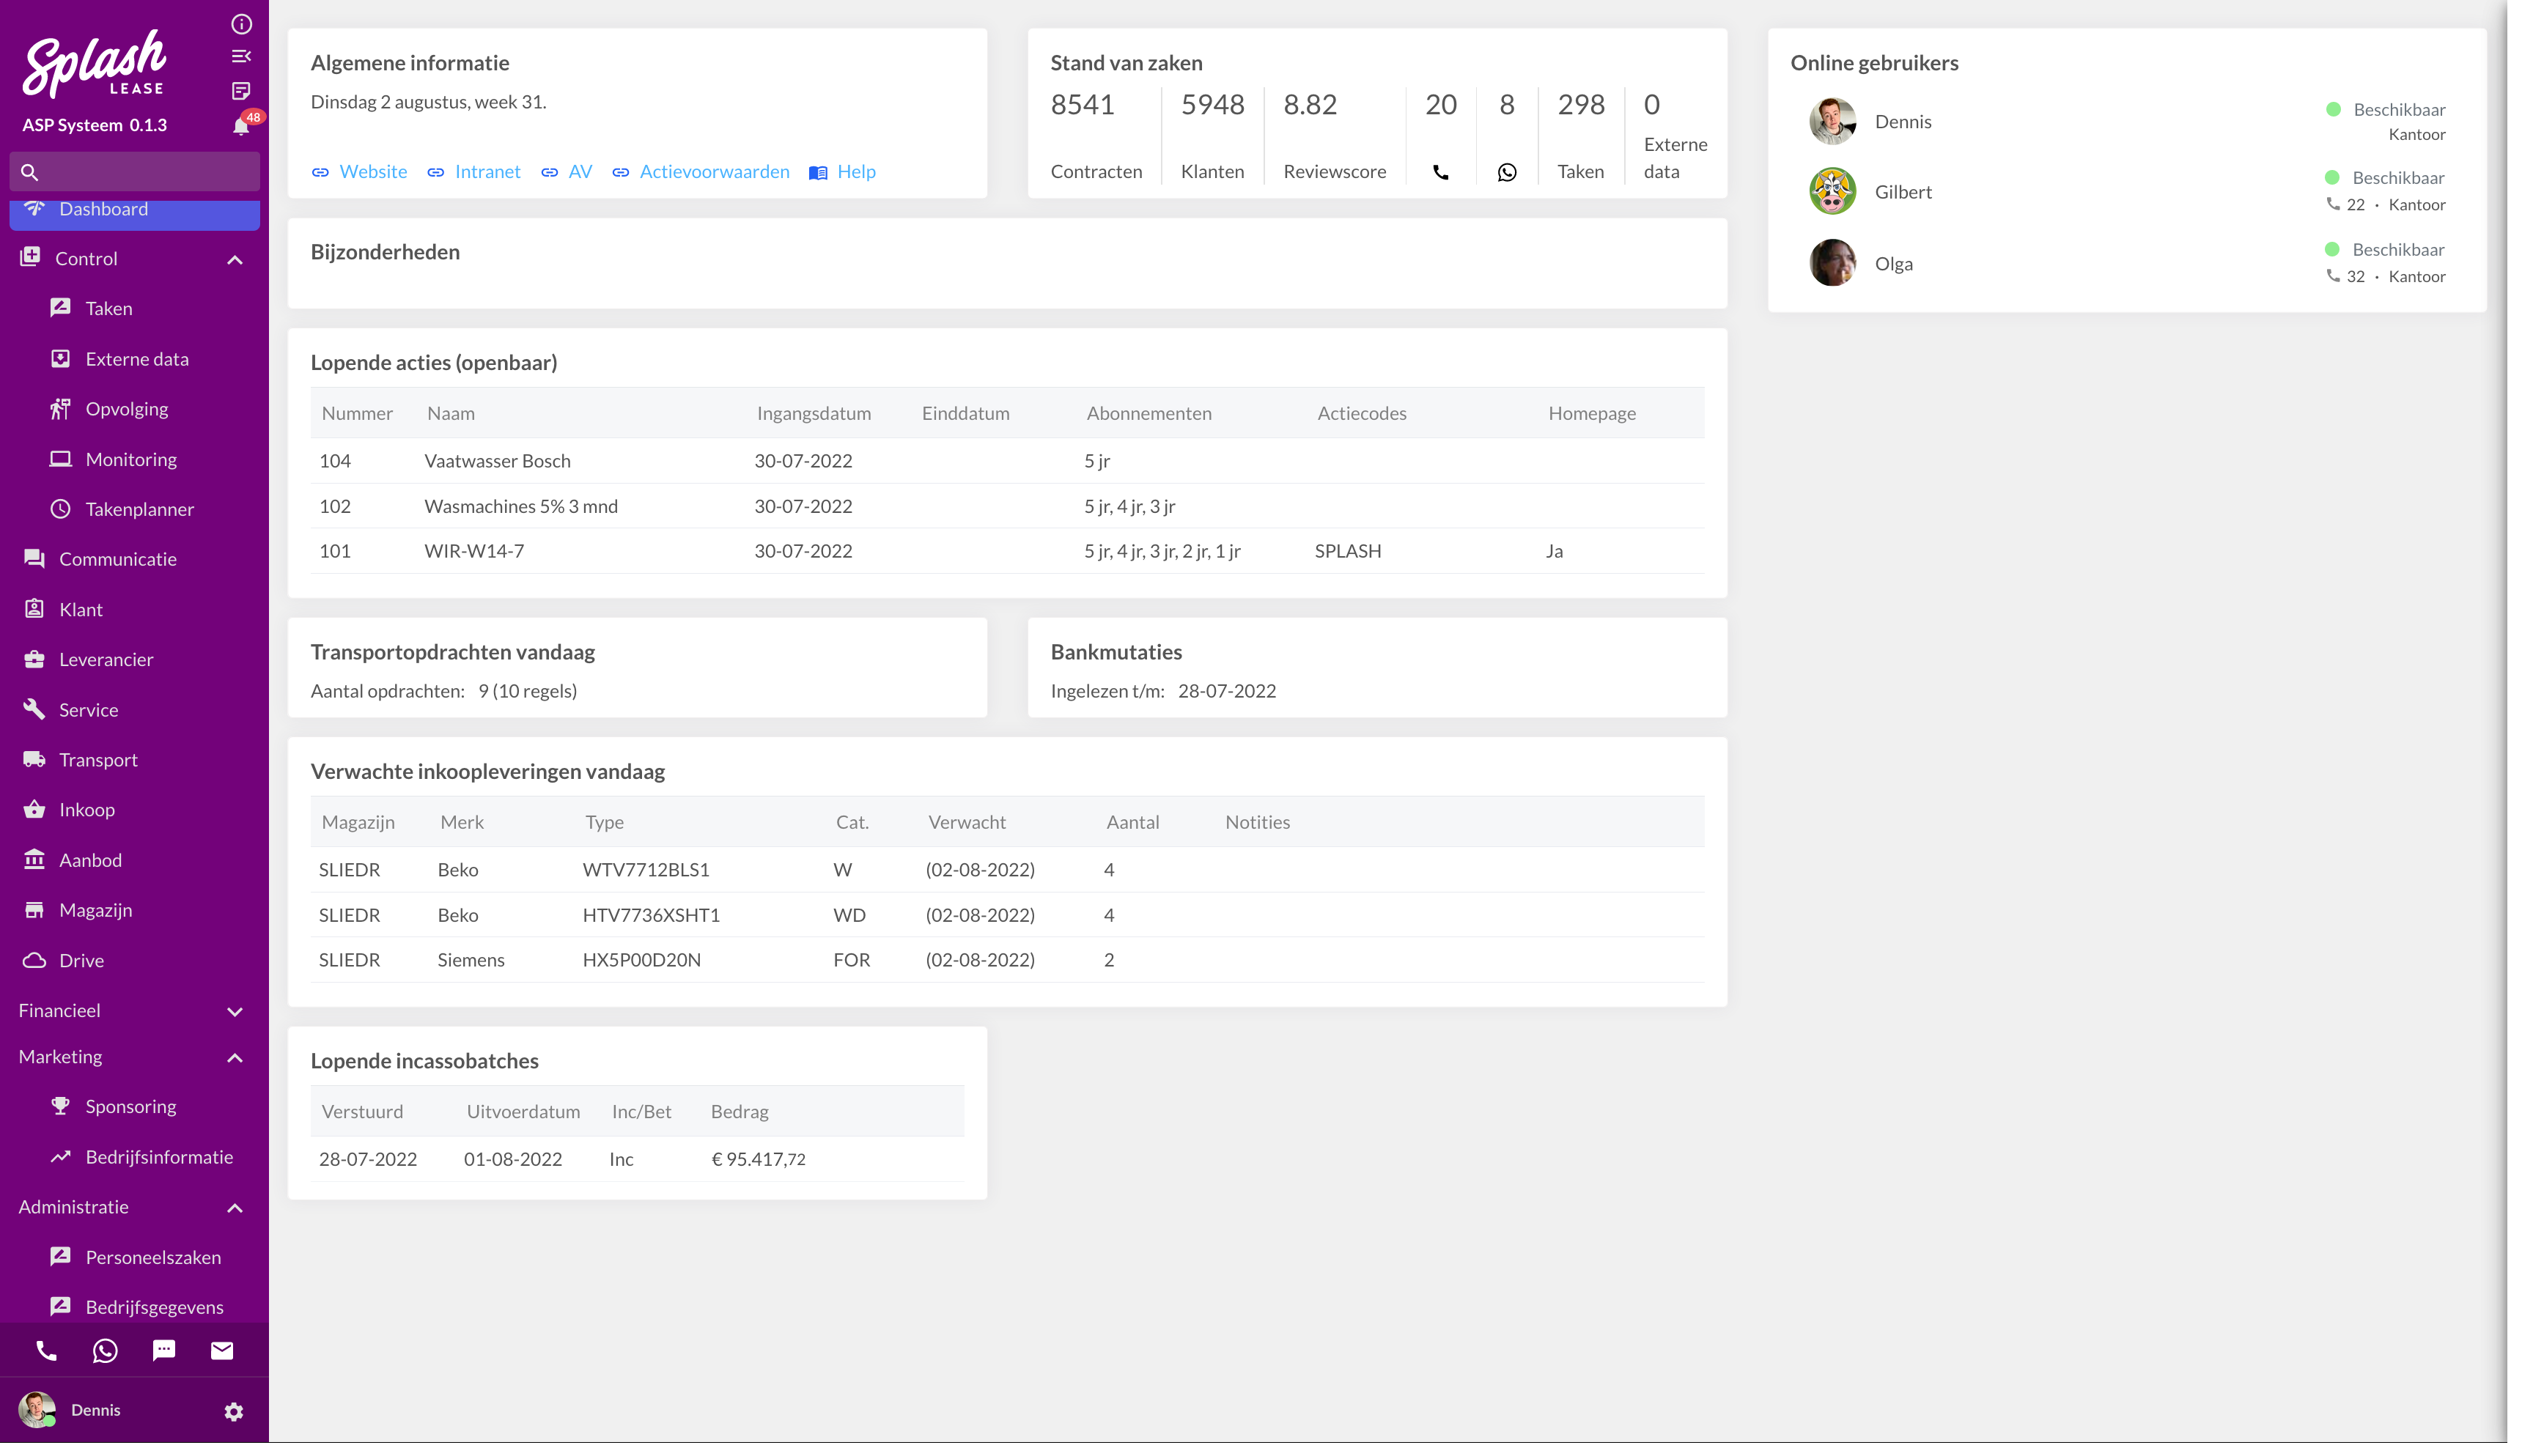 Splash
LEASE
ASP Systeem 0.1.3
48
Dashboard
Control
Taken
Externe data
Opvolging
Monitoring
Takenplanner
Communicatie
Klant
Leverancier
Service
Transport
Inkoop
Aanbod
Magazijn
Drive
Financieel
Marketing
Sponsoring
Bedrijfsinformatie
Administratie
Personeelszaken
Bedrijfsgegevens
Dennis
Algemene informatie
Dinsdag 2 augustus, week 31.
Website Intranet AV Actievoorwaarden Help
Stand van zaken
8541 5948 8.82 20 8 298 0
Contracten Klanten Reviewscore Taken Externe data
Online gebruikers
Dennis Beschikbaar
Kantoor
Gilbert Beschikbaar
22 · Kantoor
Olga Beschikbaar
32 · Kantoor
Bijzonderheden
Lopende acties (openbaar)
Nummer Naam Ingangsdatum Einddatum Abonnementen Actiecodes Homepage
104 Vaatwasser Bosch 30-07-2022 5 jr
102 Wasmachines 5% 3 mnd 30-07-2022 5 jr, 4 jr, 3 jr
101 WIR-W14-7 30-07-2022 5 jr, 4 jr, 3 jr, 2 jr, 1 jr SPLASH Ja
Transportopdrachten vandaag
Aantal opdrachten: 9 (10 regels)
Bankmutaties
Ingelezen t/m: 28-07-2022
Verwachte inkoopleveringen vandaag
Magazijn Merk Type Cat. Verwacht Aantal Notities
SLIEDR Beko WTV7712BLS1 W (02-08-2022) 4
SLIEDR Beko HTV7736XSHT1 WD (02-08-2022) 4
SLIEDR Siemens HX5P00D20N FOR (02-08-2022) 2
Lopende incassobatches
Verstuurd Uitvoerdatum Inc/Bet Bedrag
28-07-2022 01-08-2022 Inc € 95.417,72